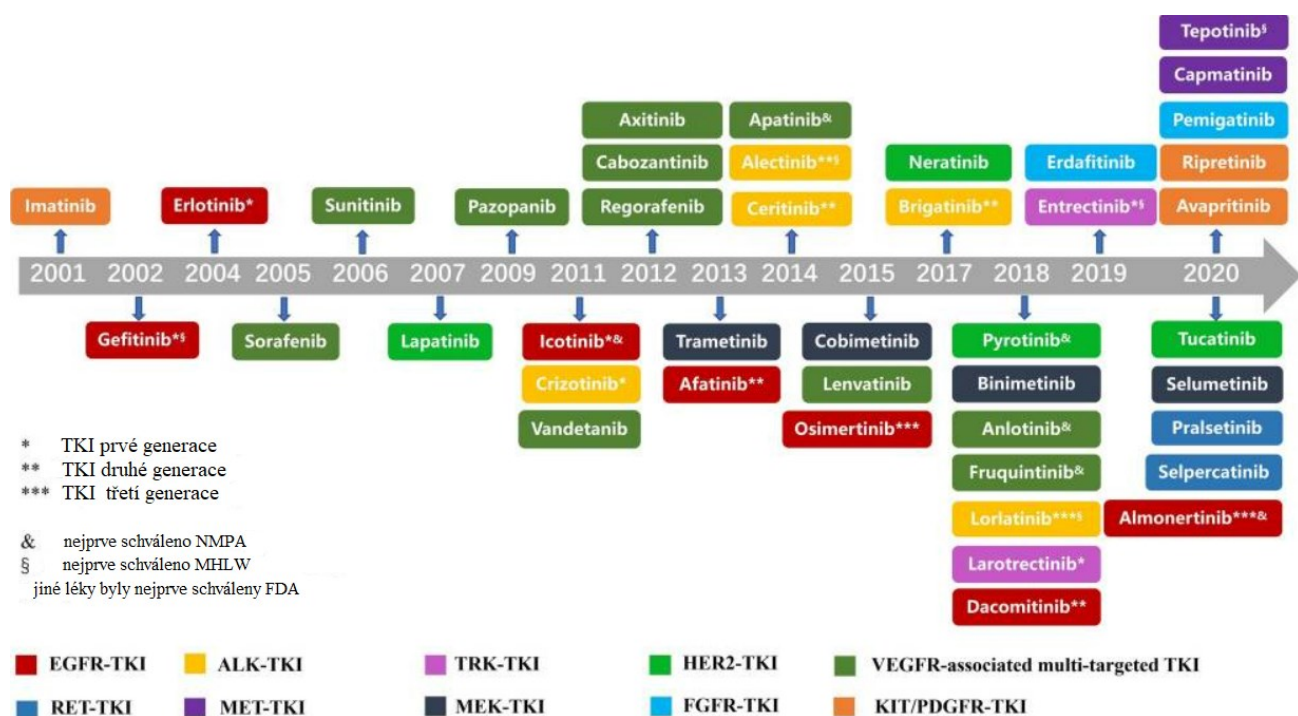 Tepotinib§
Capmatinib
Axitinib Apatinib& Pemigatinib
Cabozantinib Alectinib**§ Neratinib Erdafitinib Ripretinib
Imatinib Erlotinib* Sunitinib Pazopanib Regorafenib Ceritinib** Brigatinib** Entrectinib*§ Avapritinib
2001 2002 2004 2005 2006 2007 2009 2011 2012 2013 2014 2015 2017 2018 2019 2020
Gefitinib*§ Sorafenib Lapatinib Icotinib*& Trametinib Cobimetinib Pyrotinib& Tucatinib
Crizotinib* Afatinib** Lenvatinib Binimetinib Selumetinib
Vandetanib Osimertinib*** Anlotinib& Pralsetinib
Fruquintinib& Selpercatinib
Lorlatinib***§ Almonertinib***&
Larotrectinib*
Dacomitinib**
* TKI prvé generace
** TKI druhé generace
*** TKI třetí generace
& nejprve schváleno NMPA
§ nejprve schváleno MHLW
jiné léky byly nejprve schváleny FDA
EGFR-TKI ALK-TKI TRK-TKI HER2-TKI VEGFR-associated multi-targeted TKI
RET-TKI MET-TKI MEK-TKI FGFR-TKI KIT/PDGFR-TKI